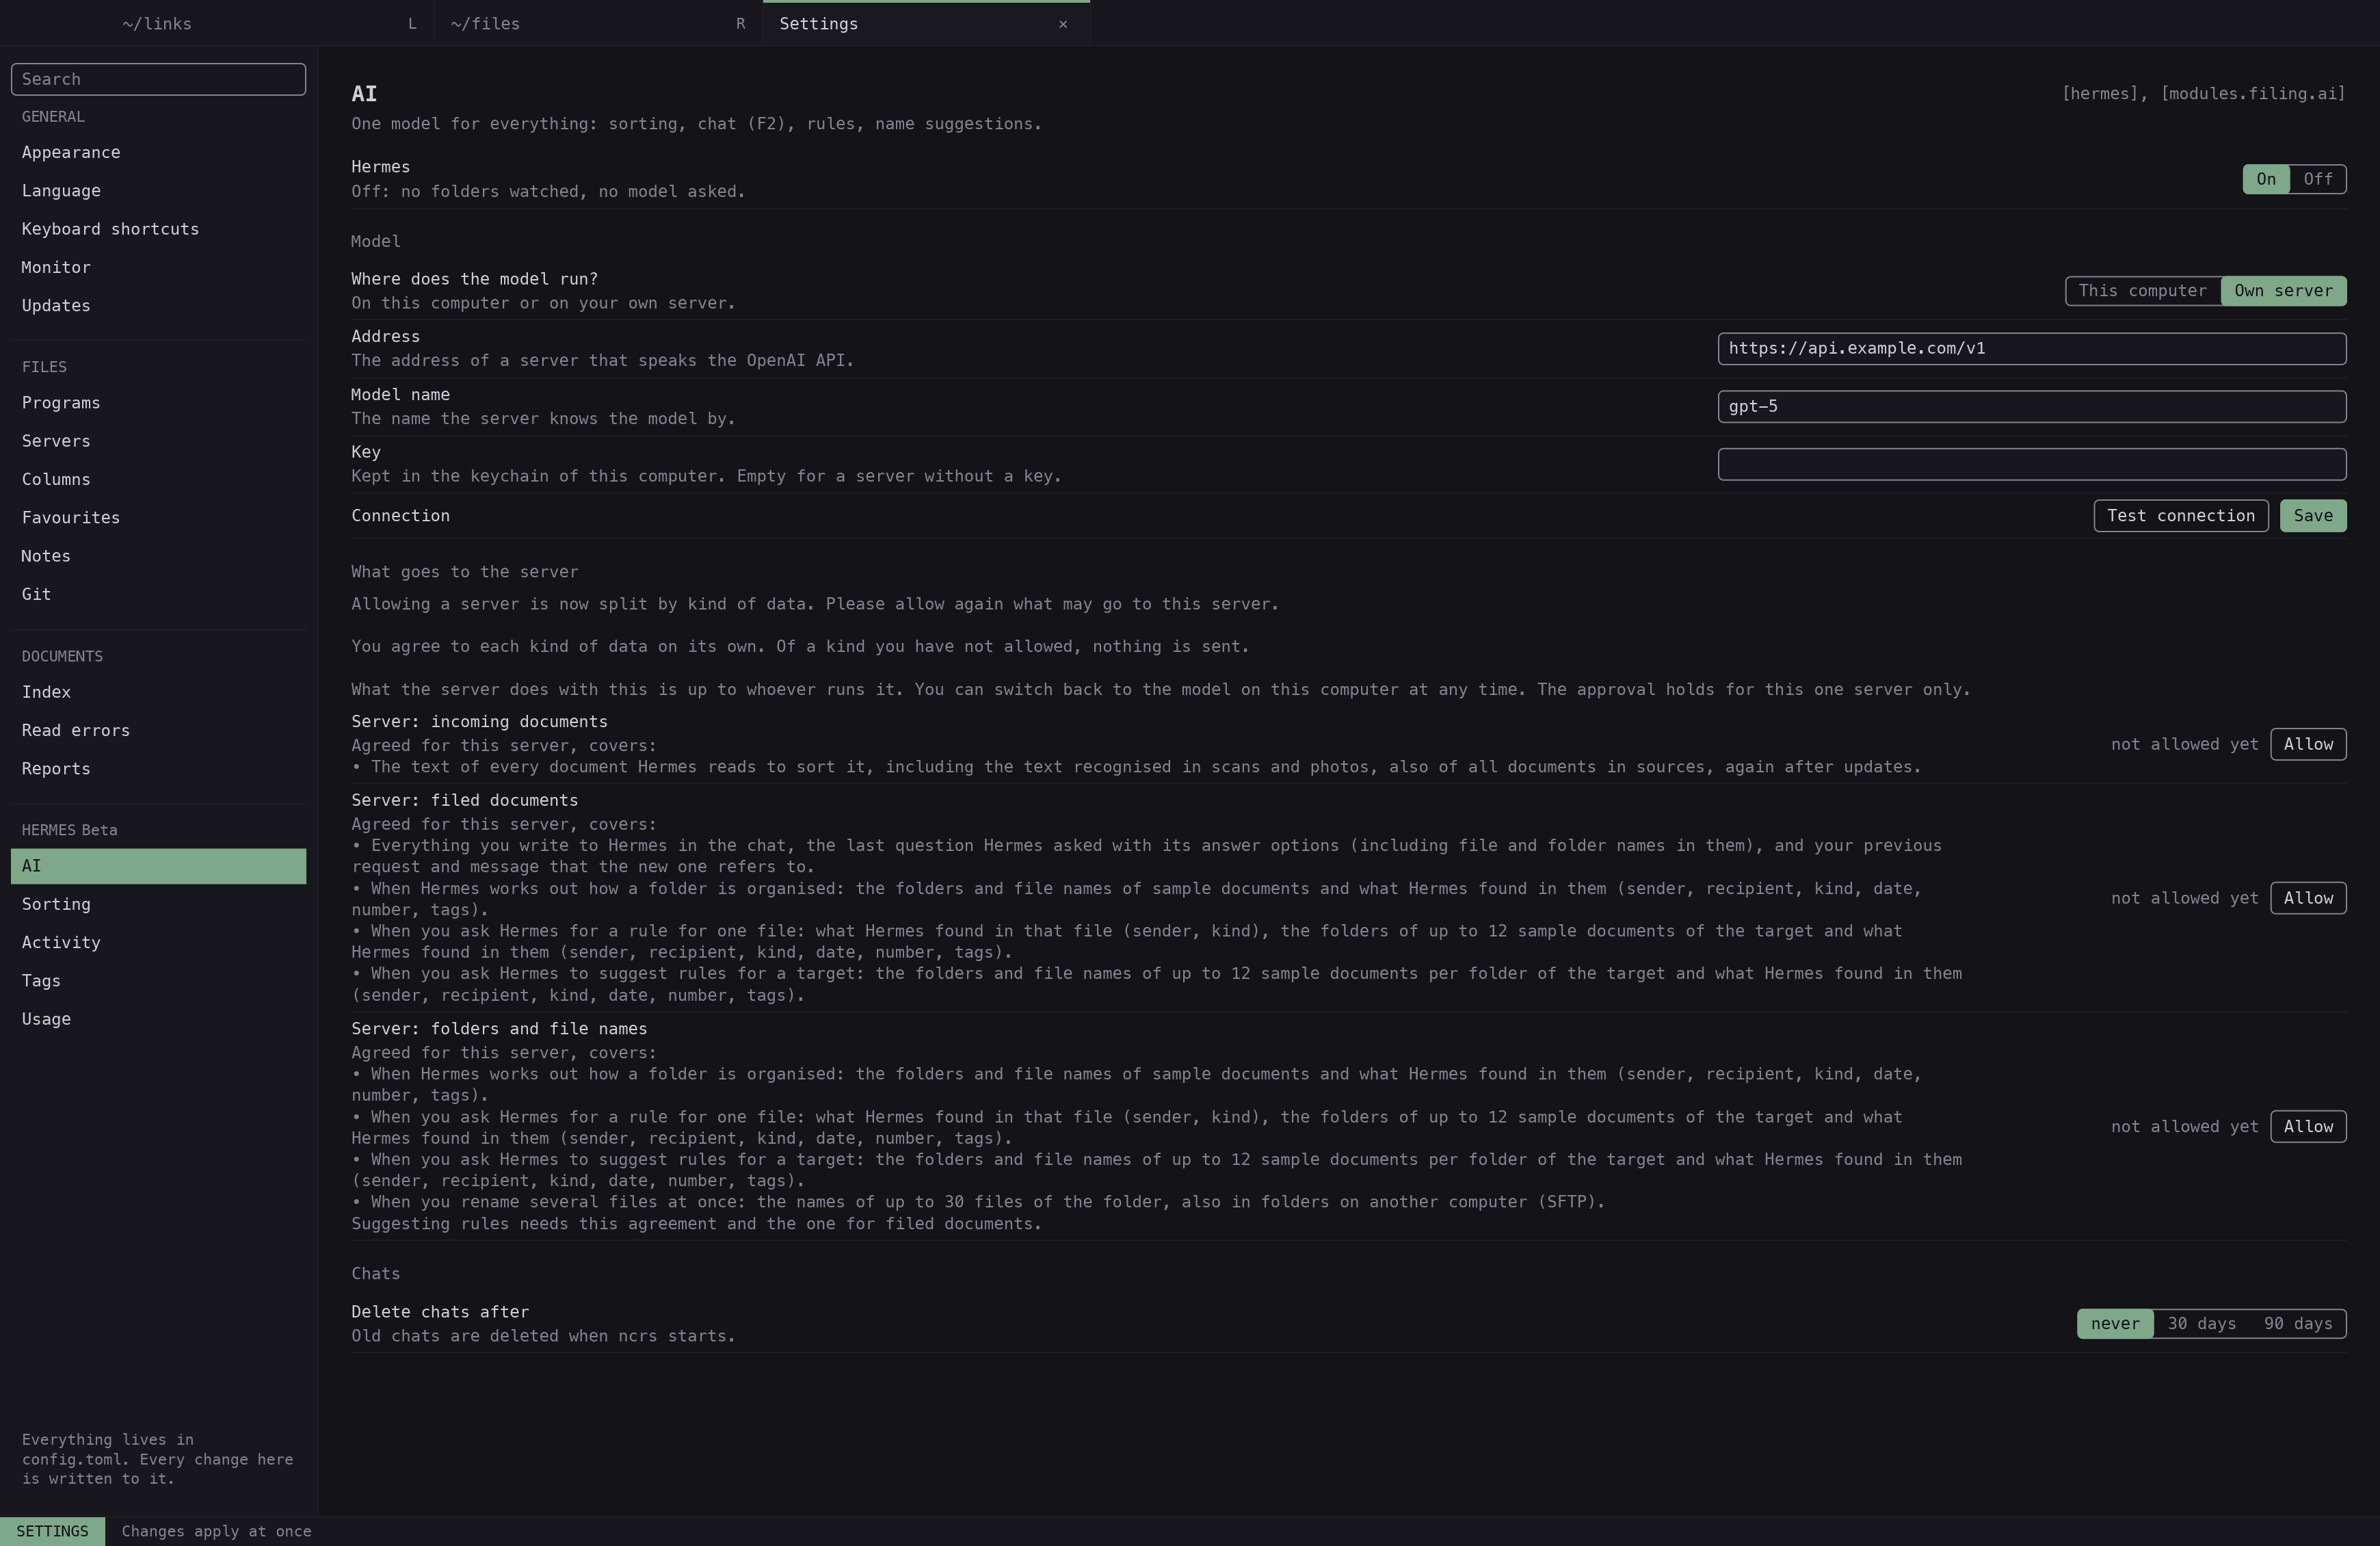 ~/links L ~/files R Settings ×
Search
GENERAL
Appearance
Language
Keyboard shortcuts
Monitor
Updates
FILES
Programs
Servers
Columns
Favourites
Notes
Git
DOCUMENTS
Index
Read errors
Reports
HERMES Beta
AI
Sorting
Activity
Tags
Usage
Everything lives in
config.toml. Every change here
is written to it.
AI [hermes], [modules.filing.ai]
One model for everything: sorting, chat (F2), rules, name suggestions.
Hermes
Off: no folders watched, no model asked.
On Off
Model
Where does the model run?
On this computer or on your own server.
This computer Own server
Address
The address of a server that speaks the OpenAI API.
https://api.example.com/v1
Model name
The name the server knows the model by.
gpt-5
Key
Kept in the keychain of this computer. Empty for a server without a key.
Connection Test connection Save
What goes to the server
Allowing a server is now split by kind of data. Please allow again what may go to this server.
You agree to each kind of data on its own. Of a kind you have not allowed, nothing is sent.
What the server does with this is up to whoever runs it. You can switch back to the model on this computer at any time. The approval holds for this one server only.
Server: incoming documents
Agreed for this server, covers:
• The text of every document Hermes reads to sort it, including the text recognised in scans and photos, also of all documents in sources, again after updates.
not allowed yet Allow
Server: filed documents
Agreed for this server, covers:
• Everything you write to Hermes in the chat, the last question Hermes asked with its answer options (including file and folder names in them), and your previous
request and message that the new one refers to.
• When Hermes works out how a folder is organised: the folders and file names of sample documents and what Hermes found in them (sender, recipient, kind, date,
number, tags).
• When you ask Hermes for a rule for one file: what Hermes found in that file (sender, kind), the folders of up to 12 sample documents of the target and what
Hermes found in them (sender, recipient, kind, date, number, tags).
• When you ask Hermes to suggest rules for a target: the folders and file names of up to 12 sample documents per folder of the target and what Hermes found in them
(sender, recipient, kind, date, number, tags).
not allowed yet Allow
Server: folders and file names
Agreed for this server, covers:
• When Hermes works out how a folder is organised: the folders and file names of sample documents and what Hermes found in them (sender, recipient, kind, date,
number, tags).
• When you ask Hermes for a rule for one file: what Hermes found in that file (sender, kind), the folders of up to 12 sample documents of the target and what
Hermes found in them (sender, recipient, kind, date, number, tags).
• When you ask Hermes to suggest rules for a target: the folders and file names of up to 12 sample documents per folder of the target and what Hermes found in them
(sender, recipient, kind, date, number, tags).
• When you rename several files at once: the names of up to 30 files of the folder, also in folders on another computer (SFTP).
Suggesting rules needs this agreement and the one for filed documents.
not allowed yet Allow
Chats
Delete chats after
Old chats are deleted when ncrs starts.
never 30 days 90 days
SETTINGS Changes apply at once